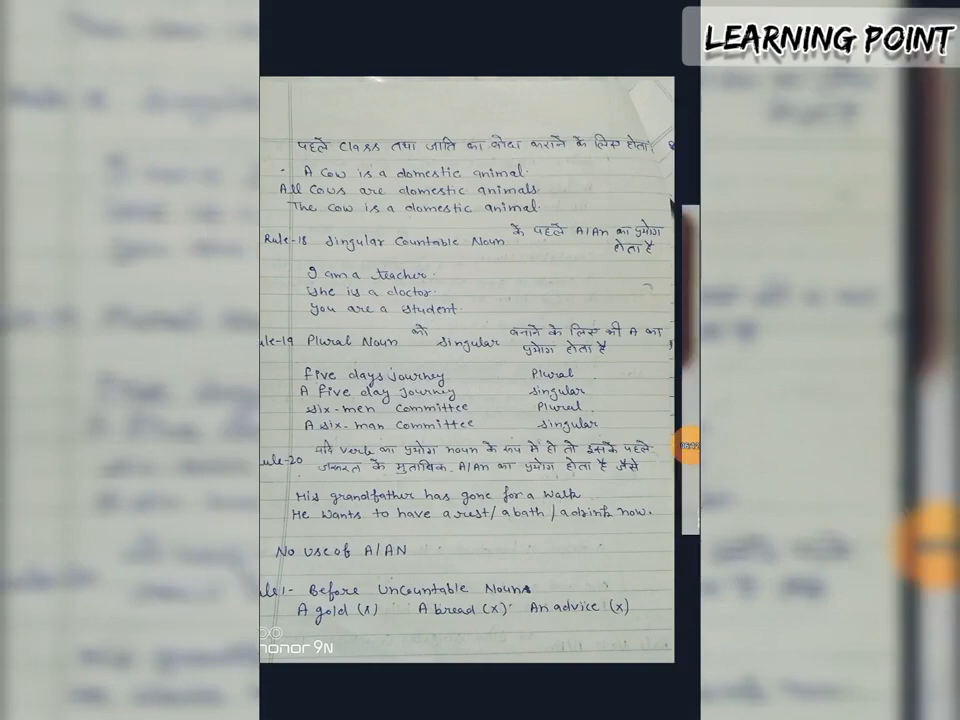 LEARNING POINT
पहले Class तथा जाति का बोध कराने के लिए होता
- A cow is a domestic animal.
All Cows are domestic animals.
The cow is a domestic animal.
Rule-18 Singular Countable Noun के पहले A/An का प्रयोग
होता है
I am a teacher.
She is a doctor.
You are a student.
ule-19 Plural Noun को singular बनाने के लिए भी A का
प्रयोग होता है
Five days journey Plural
A five day journey singular
six-men Committee Plural
A six-man Committee singular
06:42
यदि verb का प्रयोग noun के रूप में हो तो इसके पहले
ule-20 जरूरत के मुताबिक A/An का प्रयोग होता है जैसे
His grandfather has gone for a walk
He wants to have a rest/a bath/a drink now.
No use of A/AN
ule1- Before Uncountable Nouns
A gold (x) A bread (x) An advice (x)
honor 9N